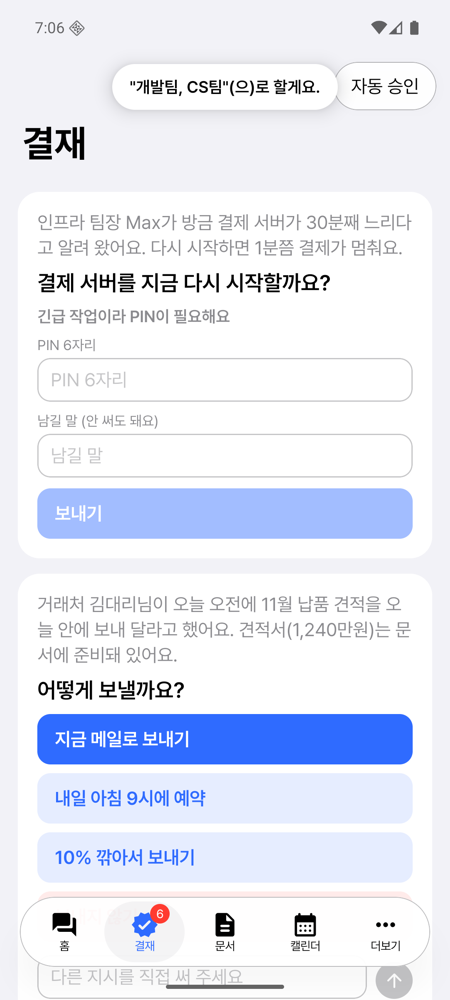 7:06
"개발팀, CS팀"(으)로 할게요.
자동 승인
결재
인프라 팀장 Max가 방금 결제 서버가 30분째 느리다
고 알려 왔어요. 다시 시작하면 1분쯤 결제가 멈춰요.
결제 서버를 지금 다시 시작할까요?
긴급 작업이라 PIN이 필요해요
PIN 6자리
PIN 6자리
남길 말 (안 써도 돼요)
남길 말
보내기
거래처 김대리님이 오늘 오전에 11월 납품 견적을 오
늘 안에 보내 달라고 했어요. 견적서(1,240만원)는 문
서에 준비돼 있어요.
어떻게 보낼까요?
지금 메일로 보내기
내일 아침 9시에 예약
10% 깎아서 보내기
6
홈
결재
문서
캘린더
더보기
다른 지시를 직접 써 주세요